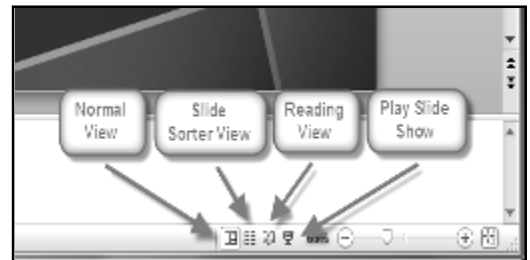 Normal
View
Slide
Sorter View
Reading
View
Play Slide
Show